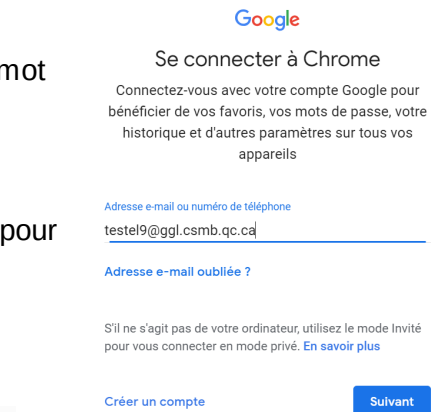 Google
Se connecter à Chrome
mot
Connectez-vous avec votre compte Google pour
bénéficier de vos favoris, vos mots de passe, votre
historique et d'autres paramètres sur tous vos
appareils
Adresse e-mail ou numéro de téléphone
pour
testel9@ggl.csmb.qc.ca
Adresse e-mail oubliée ?
S'il ne s'agit pas de votre ordinateur, utilisez le mode Invité
pour vous connecter en mode privé. En savoir plus
Créer un compte
Suivant